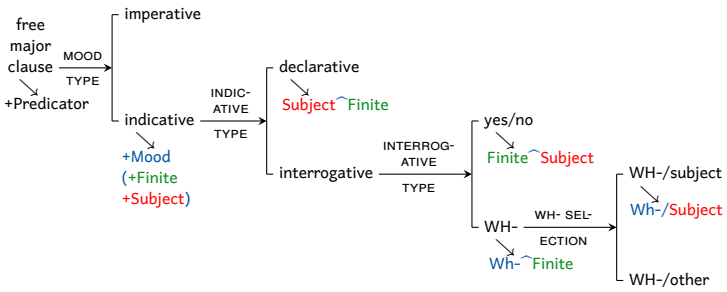 free
major
clause
+Predicator
MOOD
TYPE
imperative
indicative
+Mood
(+Finite
+Subject)
INDIC-
ATIVE
TYPE
declarative
Subject^Finite
interrogative
INTERROG-
ATIVE
TYPE
yes/no
Finite^Subject
WH-
Wh-^Finite
WH- SEL-
ECTION
WH-/subject
Wh-/Subject
WH-/other